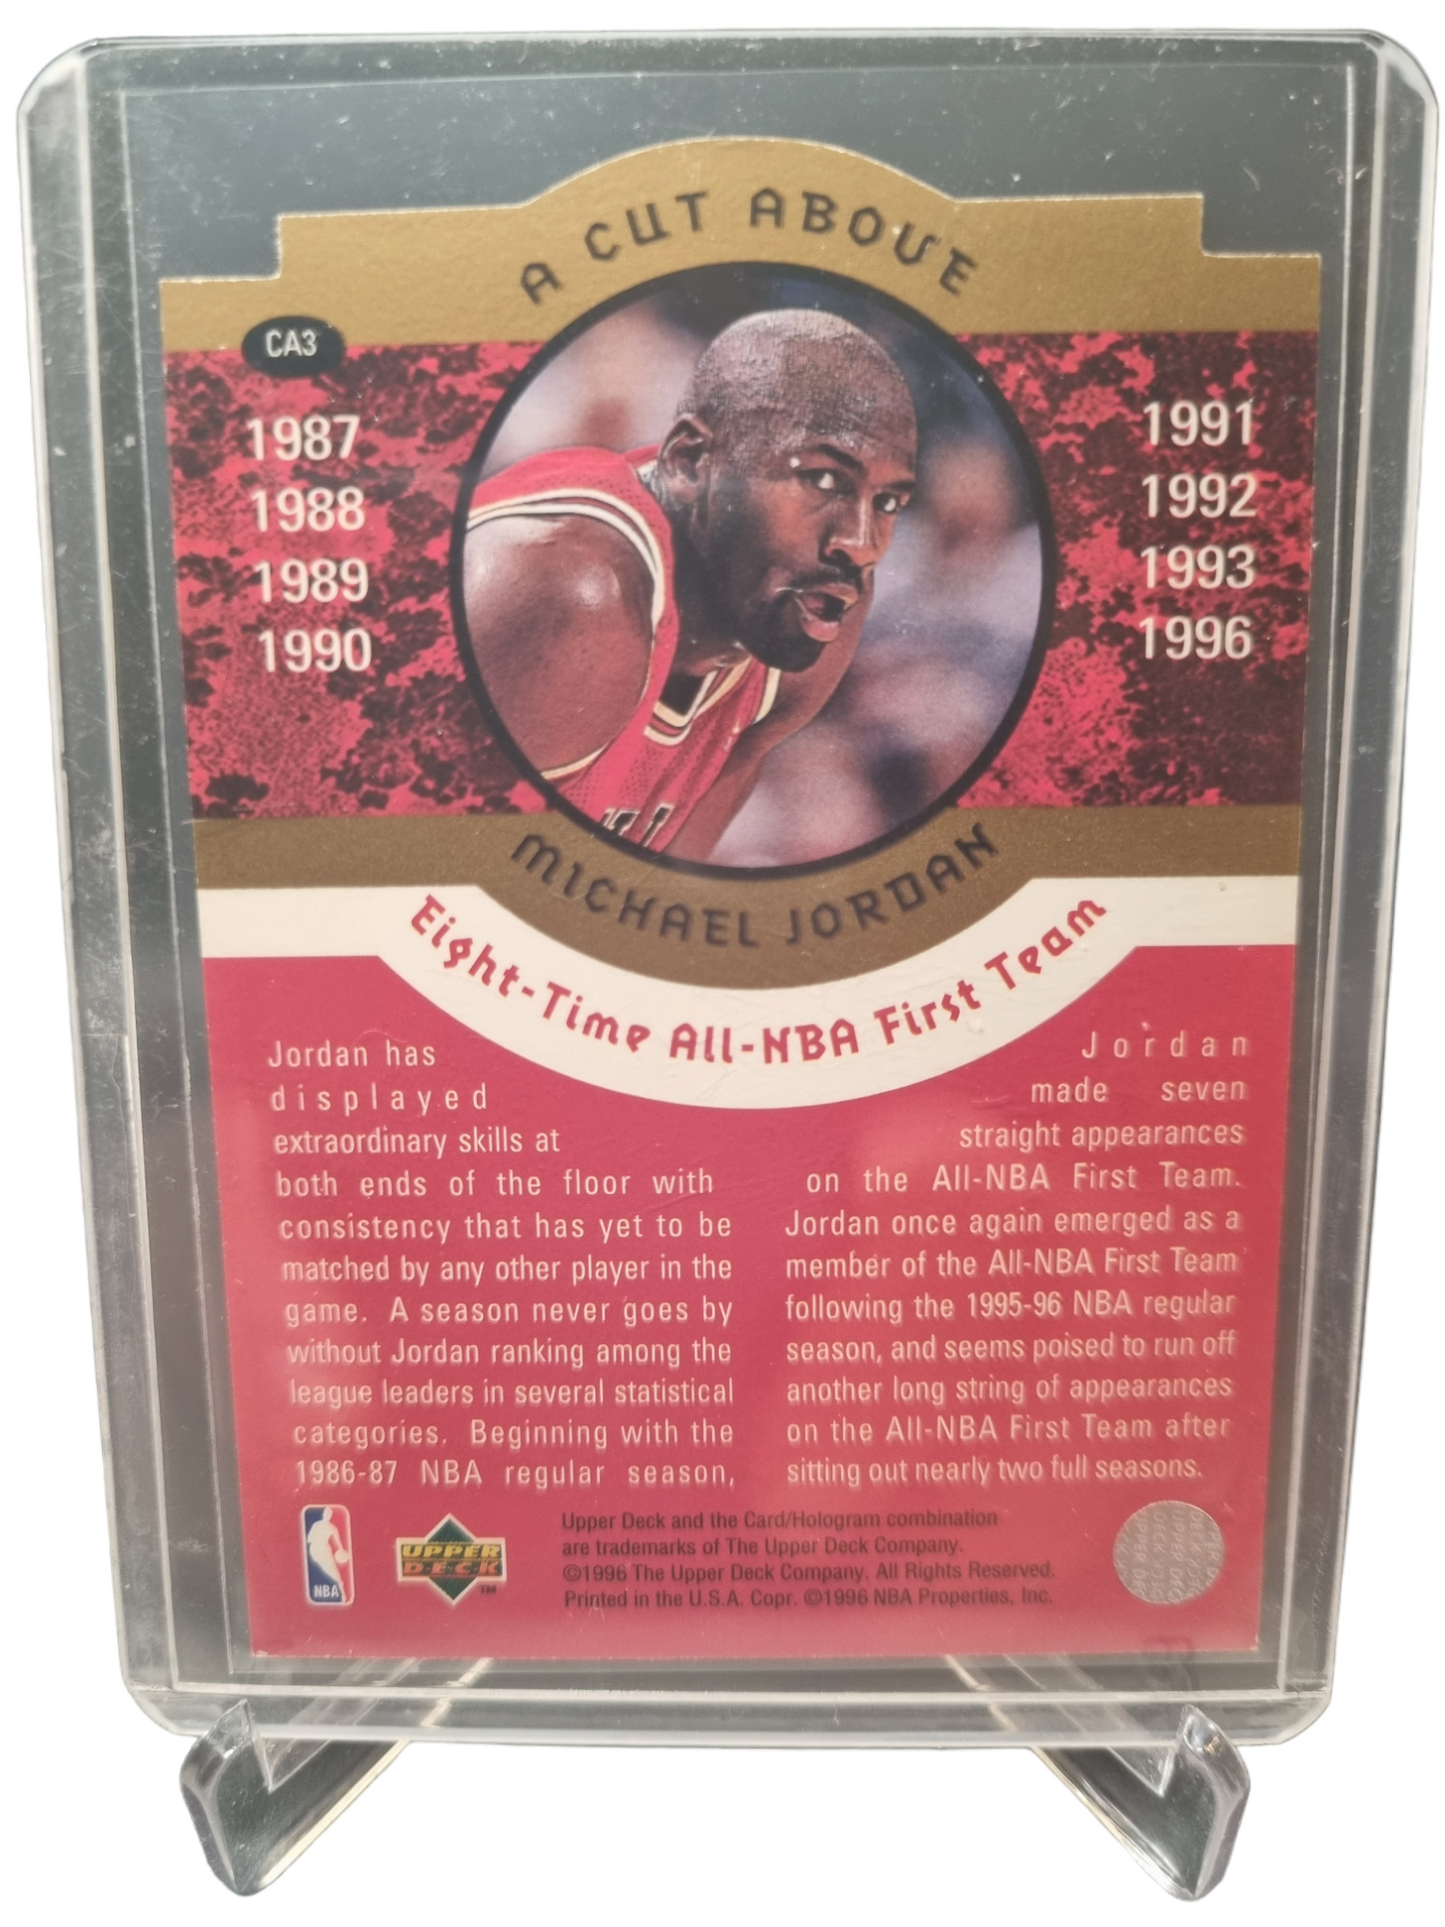 A CUT ABOVE
CA3
1987
1988
1989
1990
1991
1992
1993
1996
MICHAEL JORDAN
Eight-Time All-NBA First Team
Jordan has
displayed
extraordinary skills at
both ends of the floor with
consistency that has yet to be
matched by any other player in the
game. A season never goes by
without Jordan ranking among the
league leaders in several statistical
categories. Beginning with the
1986-87 NBA regular season,
Jordan
made seven
straight appearances
on the All-NBA First Team.
Jordan once again emerged as a
member of the All-NBA First Team
following the 1995-96 NBA regular
season, and seems poised to run off
another long string of appearances
on the All-NBA First Team after
sitting out nearly two full seasons.
NBA
UPPER
DECK
TM
Upper Deck and the Card/Hologram combination
are trademarks of The Upper Deck Company.
©1996 The Upper Deck Company. All Rights Reserved.
Printed in the U.S.A. Copr. ©1996 NBA Properties, Inc.